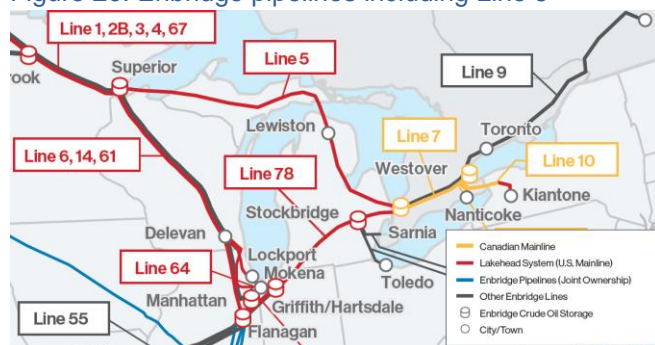 Line 1, 2B, 3, 4, 67
rook
Superior
Line 5
Line 9
Lewiston
Line 7
Toronto
Line 6, 14, 61
Line 78
Westover
Line 10
Stockbridge
Kiantone
Nanticoke
Delevan
Sarnia
Lockport
Mokena
Toledo
Line 64
Manhattan
Griffith/Hartsdale
Line 55
Flanagan
Canadian Mainline
Lakehead System (U.S. Mainline)
Enbridge Pipelines (Joint Ownership)
Other Enbridge Lines
Enbridge Crude Oil Storage
City/Town